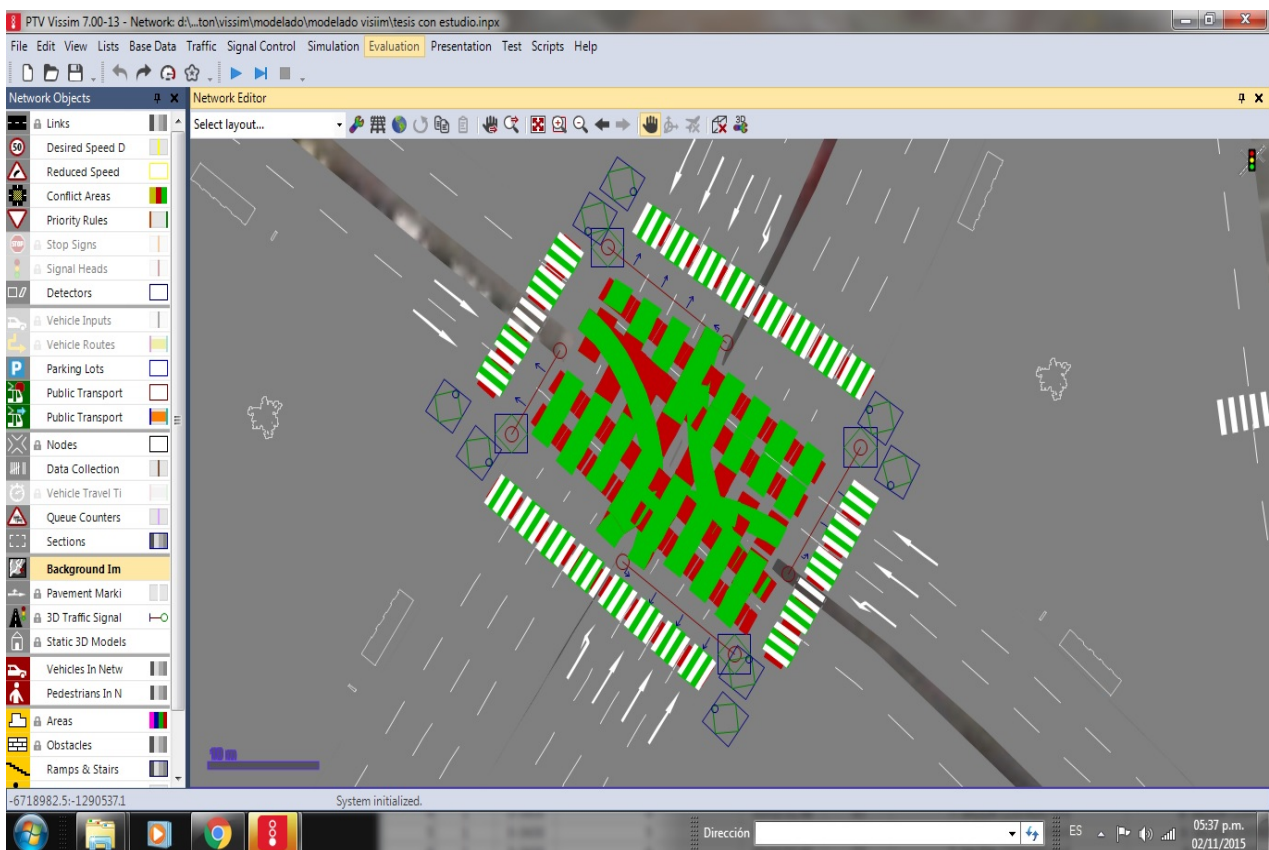 PTV Vissim 7.00-13 - Network: d:\...ton\vissim\modelado\modelado visiim\tesis con estudio.inpx
File Edit View Lists Base Data Traffic Signal Control Simulation Evaluation Presentation Test Scripts Help
Network Objects
Network Editor
Select layout...
3D
Links
50 Desired Speed D
Reduced Speed
Conflict Areas
Priority Rules
STOP Stop Signs
Signal Heads
Detectors
Vehicle Inputs
Vehicle Routes
P Parking Lots
Public Transport
Public Transport
Nodes
Data Collection
Vehicle Travel Ti
Queue Counters
Sections
Background Im
Pavement Marki
3D Traffic Signal
Static 3D Models
Vehicles In Netw
Pedestrians In N
Areas
Obstacles
Ramps & Stairs
-6718982.5:-1290537.1 System initialized.
Dirección
ES
05:37 p.m.
02/11/2015